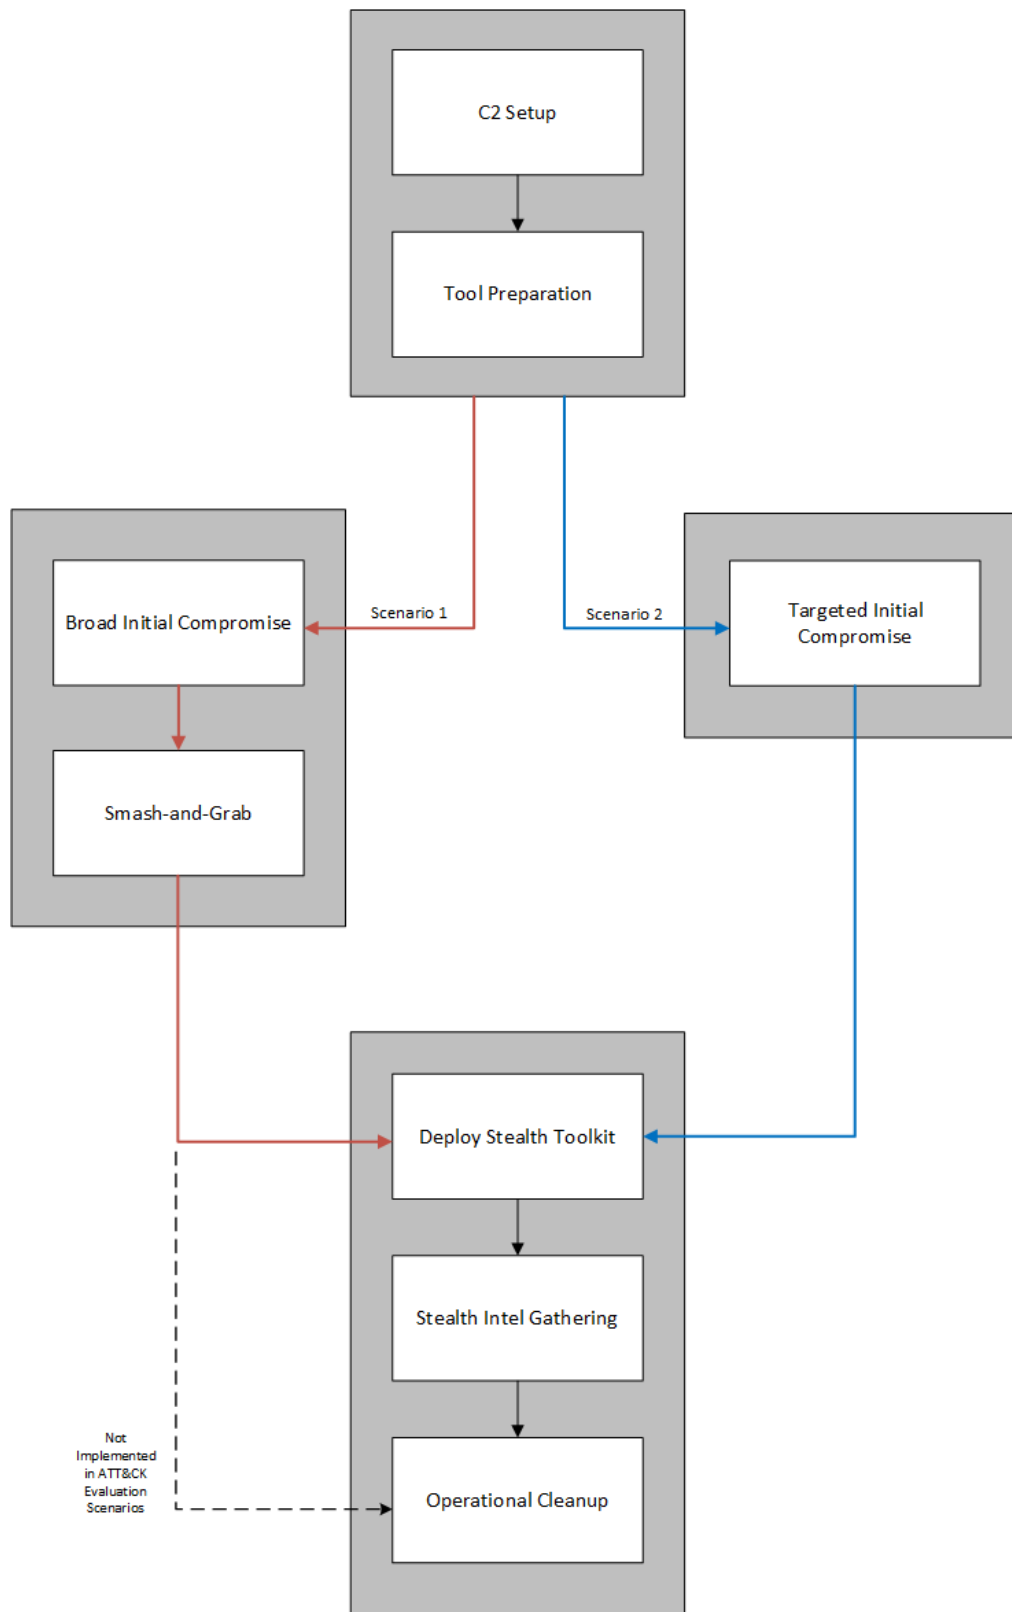 C2 Setup
Tool Preparation
Scenario 1
Scenario 2
Broad Initial Compromise
Targeted Initial
Compromise
Smash-and-Grab
Deploy Stealth Toolkit
Stealth Intel Gathering
Not
Implemented
in ATT&CK
Evaluation
Scenarios
Operational Cleanup